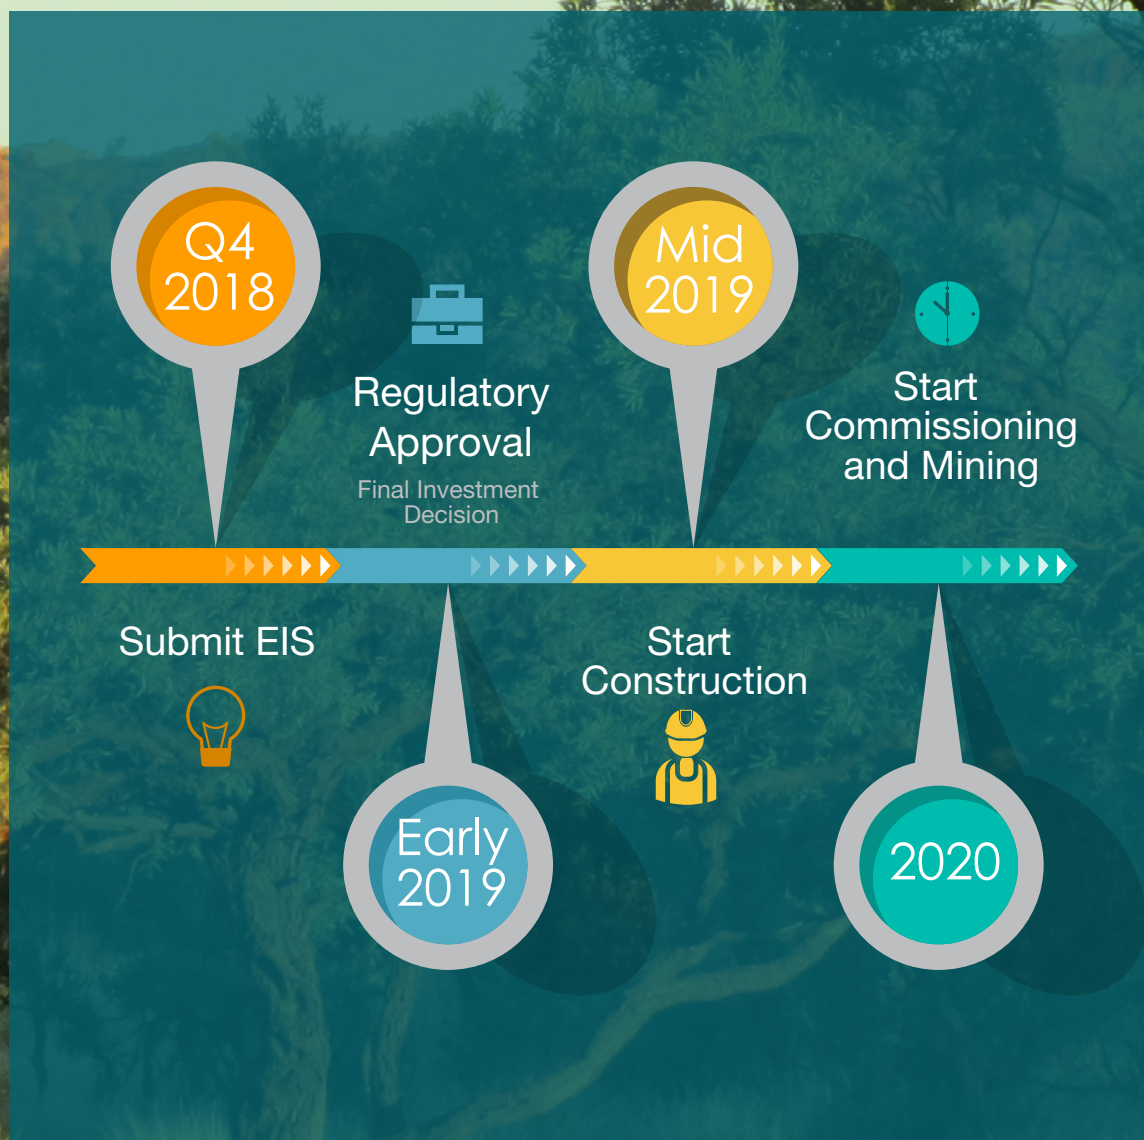 Q4
2018
Submit EIS
Regulatory
Approval
Final Investment
Decision
Early
2019
Mid
2019
Start
Construction
Start
Commissioning
and Mining
2020